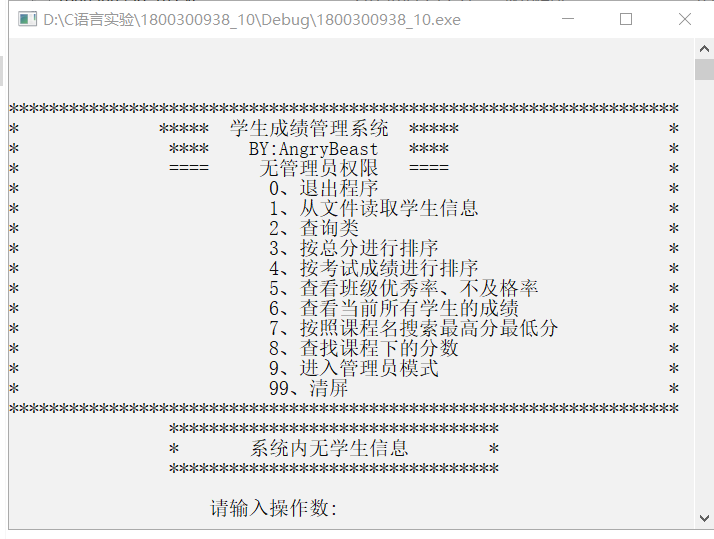 D:\C语言实验\1800300938_10\Debug\1800300938_10.exe
*******************************************************************
* ***** 学生成绩管理系统 ***** *
* **** BY:AngryBeast **** *
* ==== 无管理员权限 ==== *
* 0、退出程序 *
* 1、从文件读取学生信息 *
* 2、查询类 *
* 3、按总分进行排序 *
* 4、按考试成绩进行排序 *
* 5、查看班级优秀率、不及格率 *
* 6、查看当前所有学生的成绩 *
* 7、按照课程名搜索最高分最低分 *
* 8、查找课程下的分数 *
* 9、进入管理员模式 *
* 99、清屏 *
*******************************************************************
*********************************
* 系统内无学生信息 *
*********************************
请输入操作数: